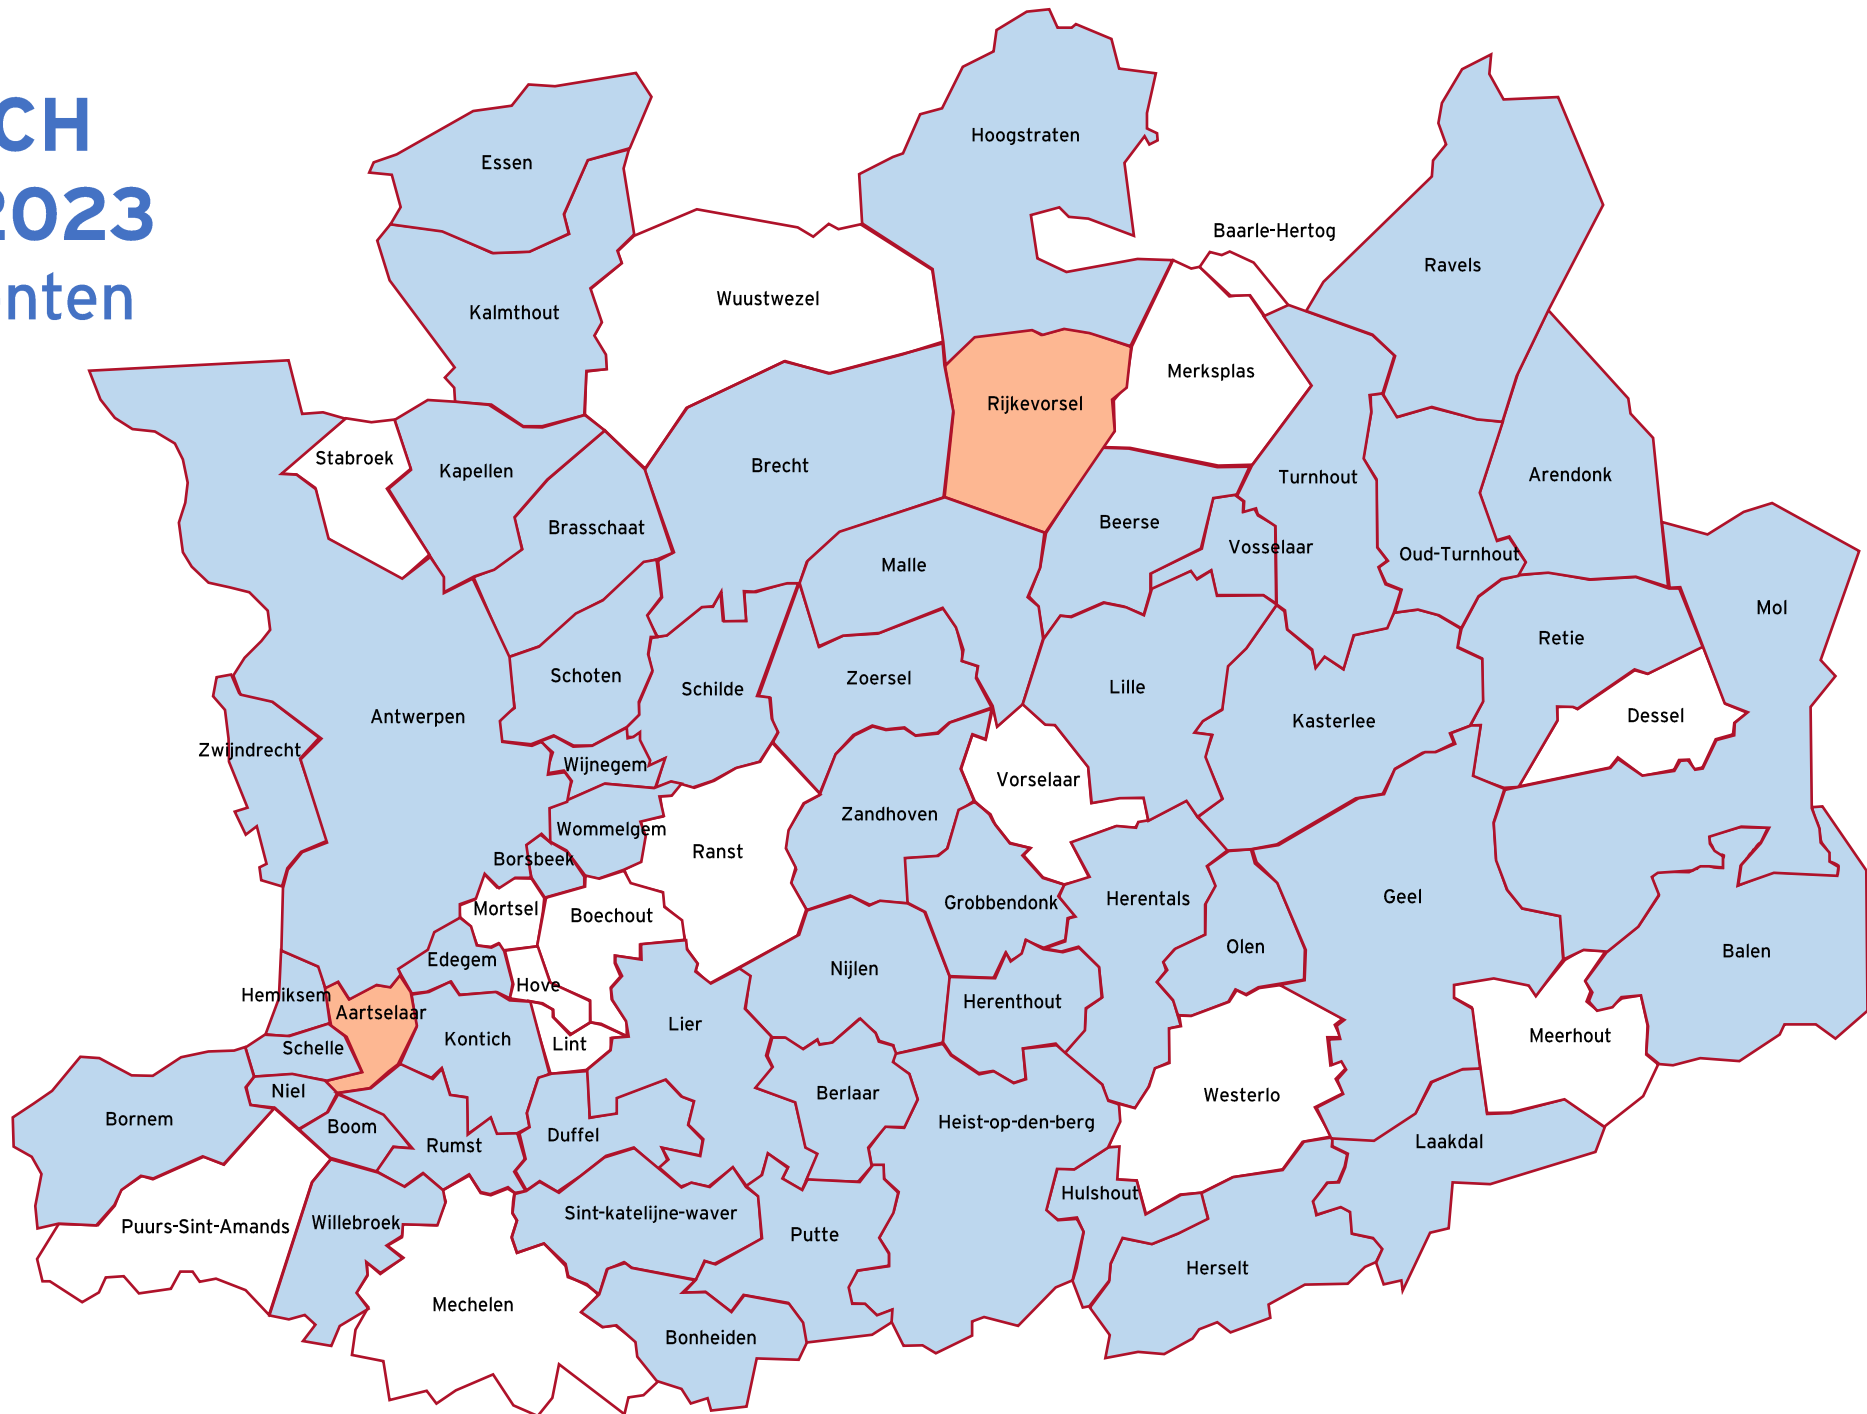 CH
2023
nten
Hoogstraten
Essen
Baarle-Hertog
Ravels
Wuustwezel
Kalmthout
Merksplas
Rijkevorsel
Stabroek
Kapellen
Brecht
Turnhout
Arendonk
Brasschaat
Beerse
Vosselaar
Oud-Turnhout
Malle
Mol
Retie
Schoten
Zoersel
Schilde
Lille
Antwerpen
Kasterlee
Dessel
Zwijndrecht
Wijnegem
Vorselaar
Zandhoven
Wommelgem
Ranst
Borsbeek
Geel
Herentals
Grobbendonk
Mortsel
Boechout
Olen
Balen
Edegem
Nijlen
Hove
Hemiksem
Herenthout
Aartselaar
Lier
Meerhout
Kontich
Lint
Schelle
Niel
Berlaar
Westerlo
Bornem
Heist-op-den-berg
Boom
Duffel
Rumst
Laakdal
Hulshout
Sint-katelijne-waver
Puurs-Sint-Amands
Willebroek
Putte
Herselt
Mechelen
Bonheiden